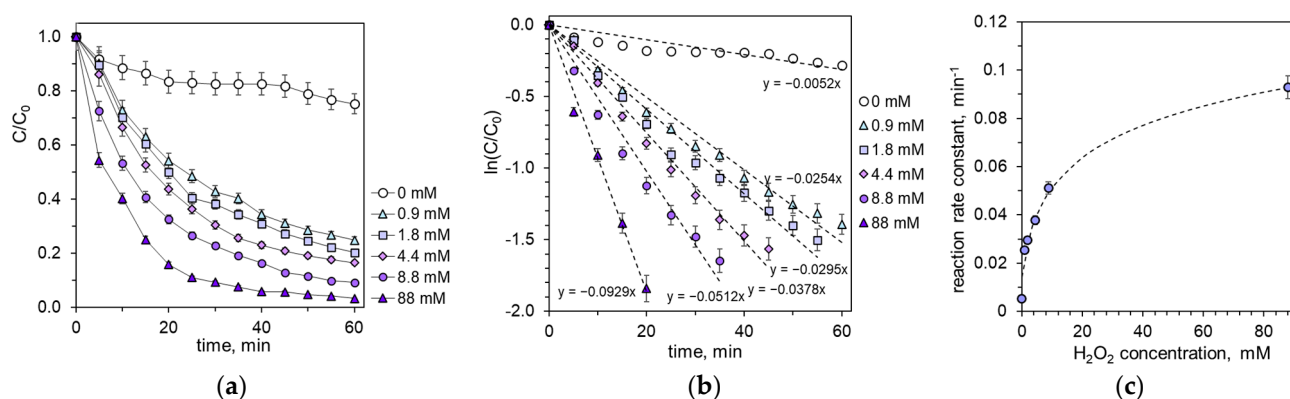 1.0
0.8
0.6
0.4
0.2
0.0
C/C₀
0 20 40 60
time, min
0 mM
0.9 mM
1.8 mM
4.4 mM
8.8 mM
88 mM
(a)
0.0
-0.5
-1.0
-1.5
-2.0
ln(C/C₀)
0 10 20 30 40 50 60
time, min
y = −0.0052x
y = −0.0254x
y = −0.0295x
y = −0.0378x
y = −0.0512x
y = −0.0929x
0 mM
0.9 mM
1.8 mM
4.4 mM
8.8 mM
88 mM
(b)
0.12
0.1
0.08
0.06
0.04
0.02
0
reaction rate constant, min⁻¹
0 20 40 60 80
H₂O₂ concentration, mM
(c)